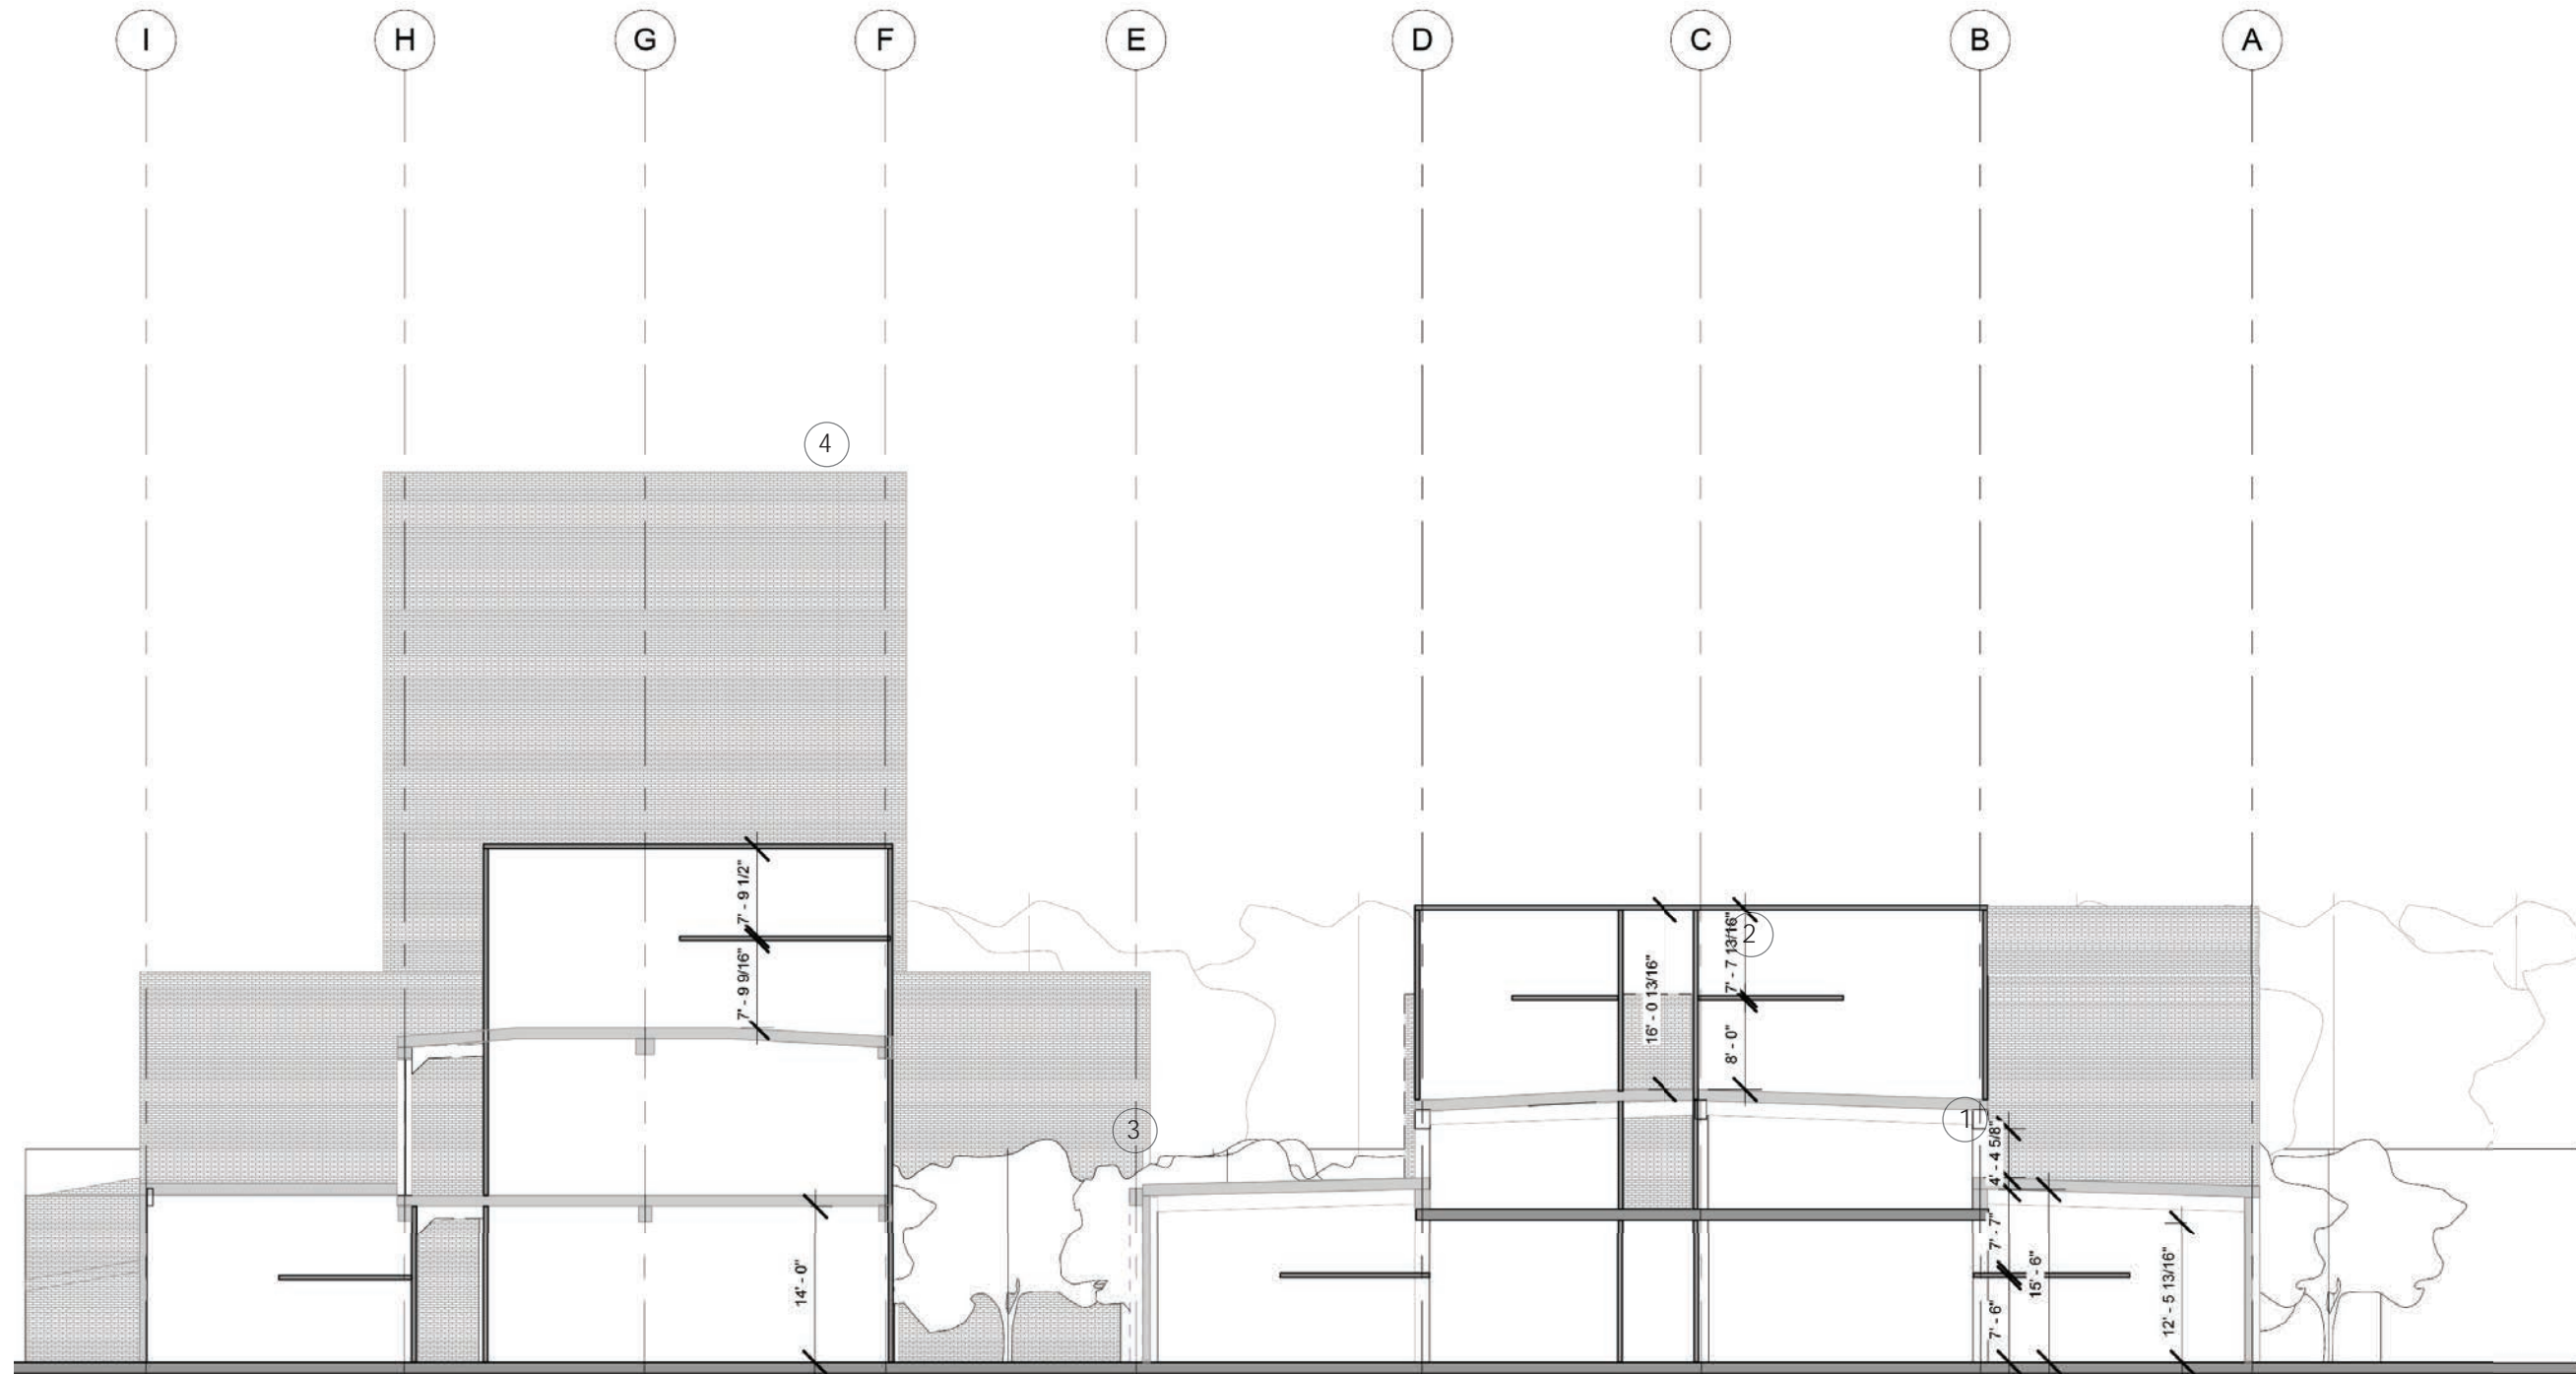 I
H
G
F
E
D
C
B
A
4
7' - 9 1/2"
7' - 9 9/16"
16' - 0 13/16"
7' - 7 13/16"
2
8' - 0"
3
1
4' - 4 5/8"
14' - 0"
7' - 7"
7' - 6"
15' - 6"
12' - 5 13/16"